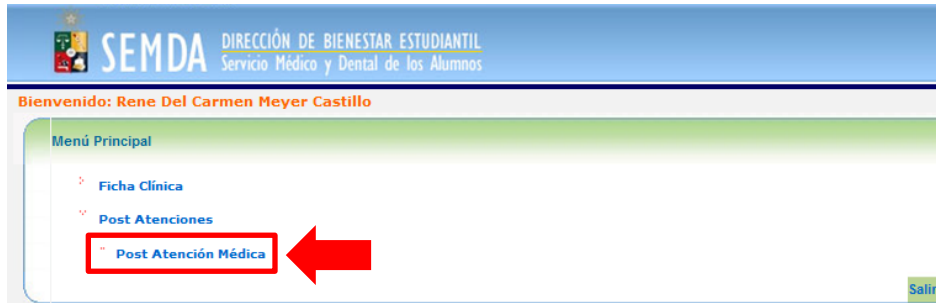 SEMDA DIRECCIÓN DE BIENESTAR ESTUDIANTIL
Servicio Médico y Dental de los Alumnos
Bienvenido: Rene Del Carmen Meyer Castillo
Menú Principal
Ficha Clínica
Post Atenciones
Post Atención Médica
Salir